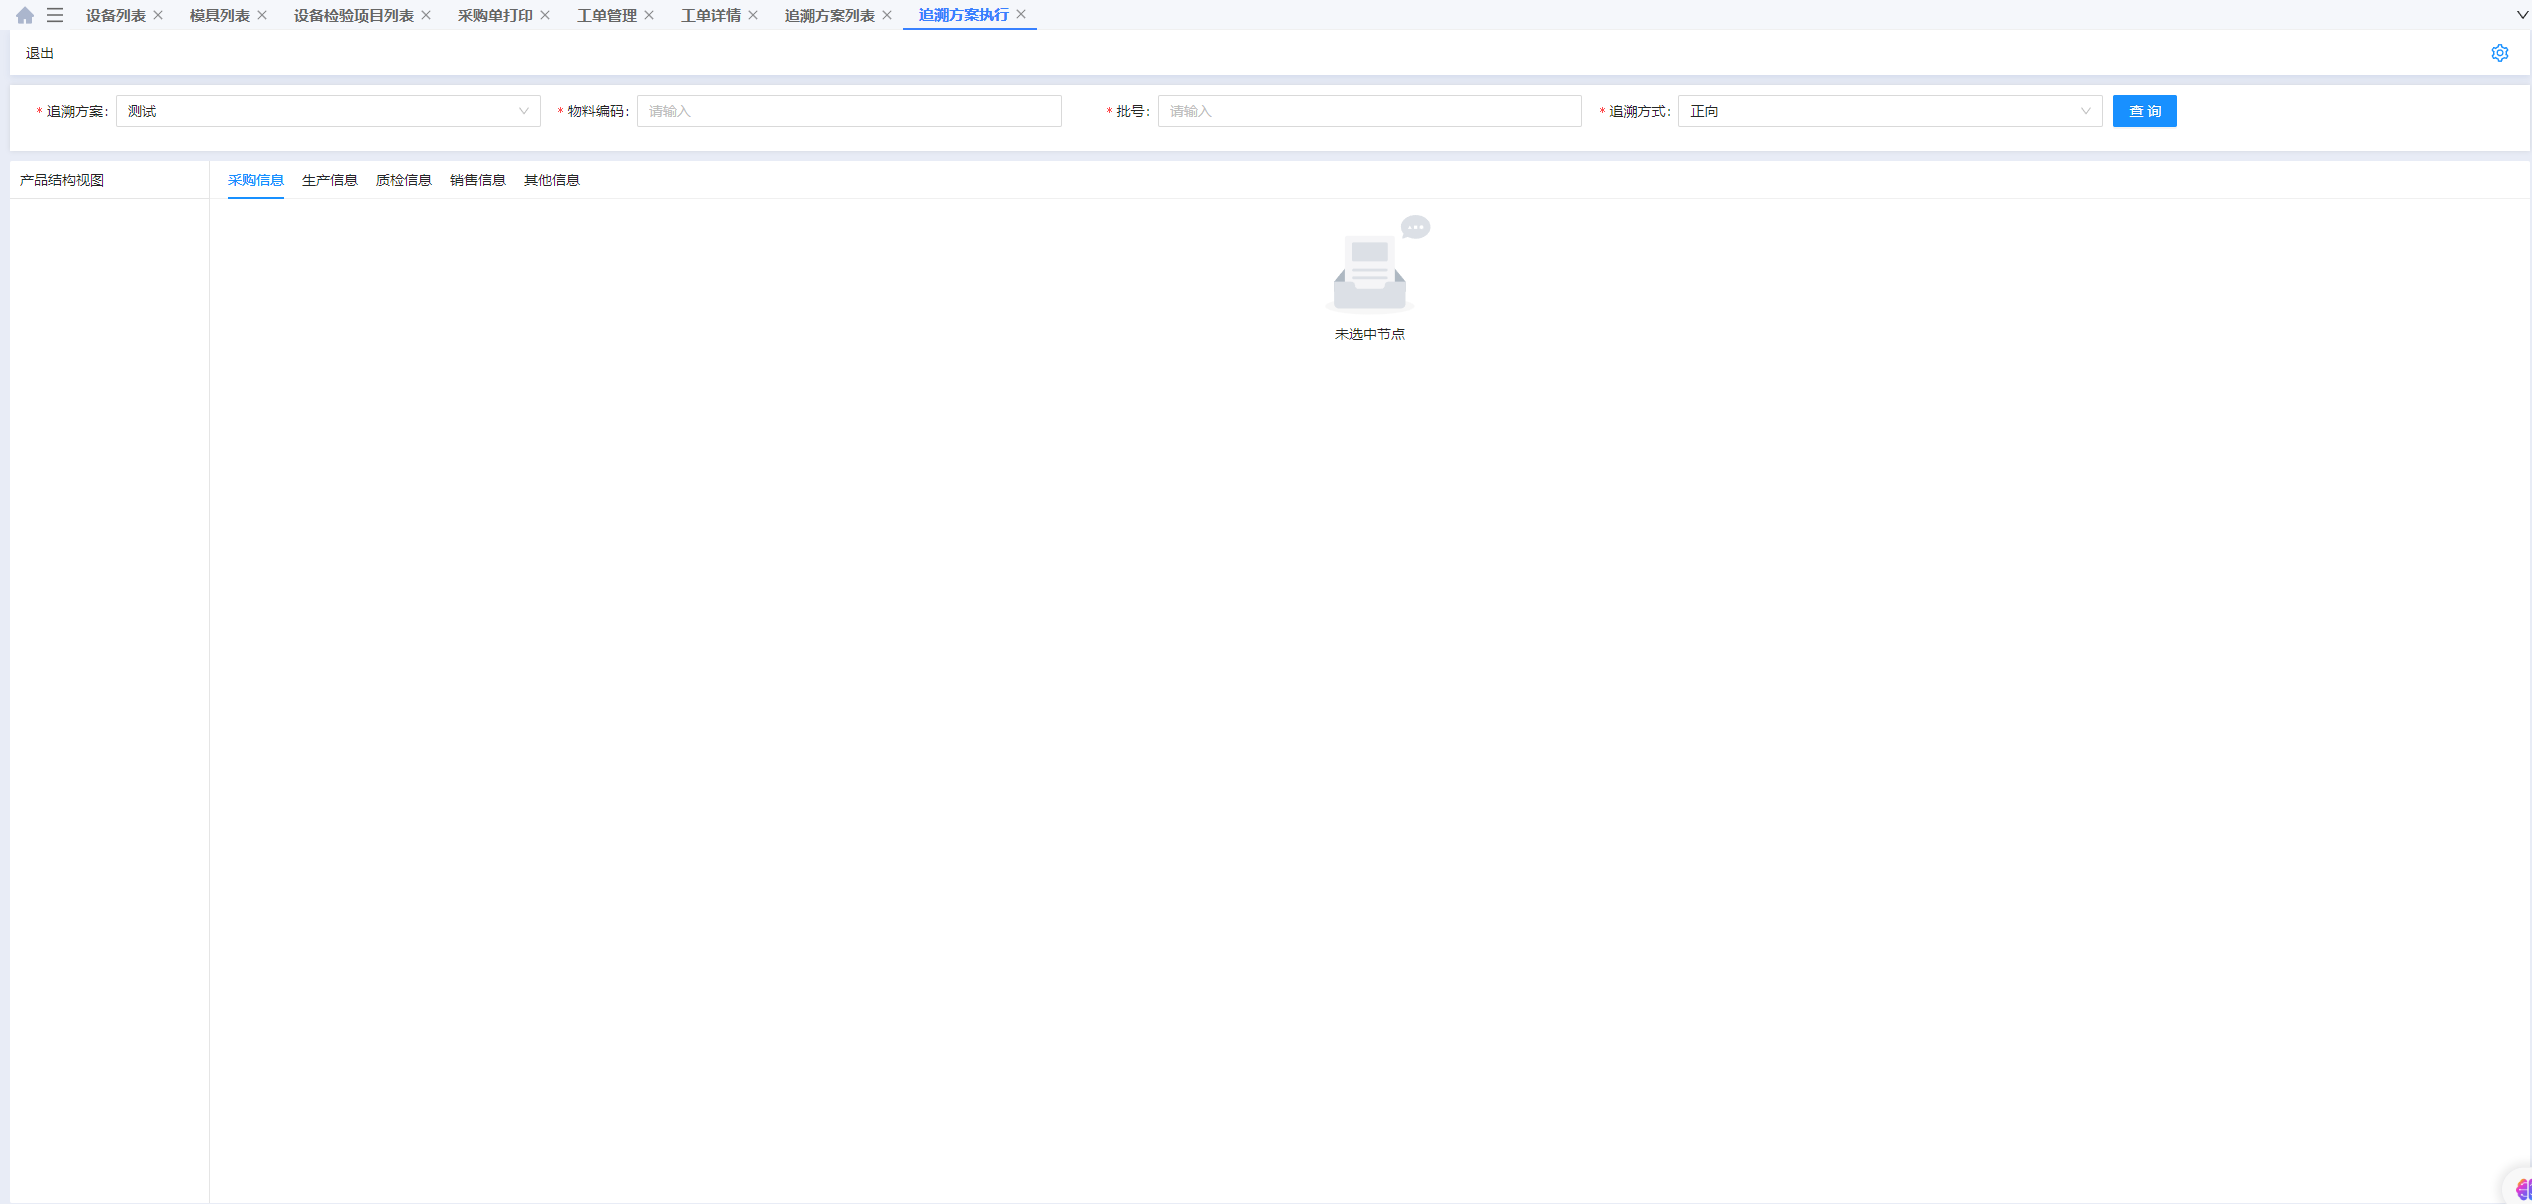 设备列表 模具列表 设备检验项目列表 采购单打印 工单管理 工单详情 追溯方案列表 追溯方案执行
退出
* 追溯方案: 测试 * 物料编码: 请输入 * 批号: 请输入 * 追溯方式: 正向 查 询
产品结构视图 采购信息 生产信息 质检信息 销售信息 其他信息
未选中节点